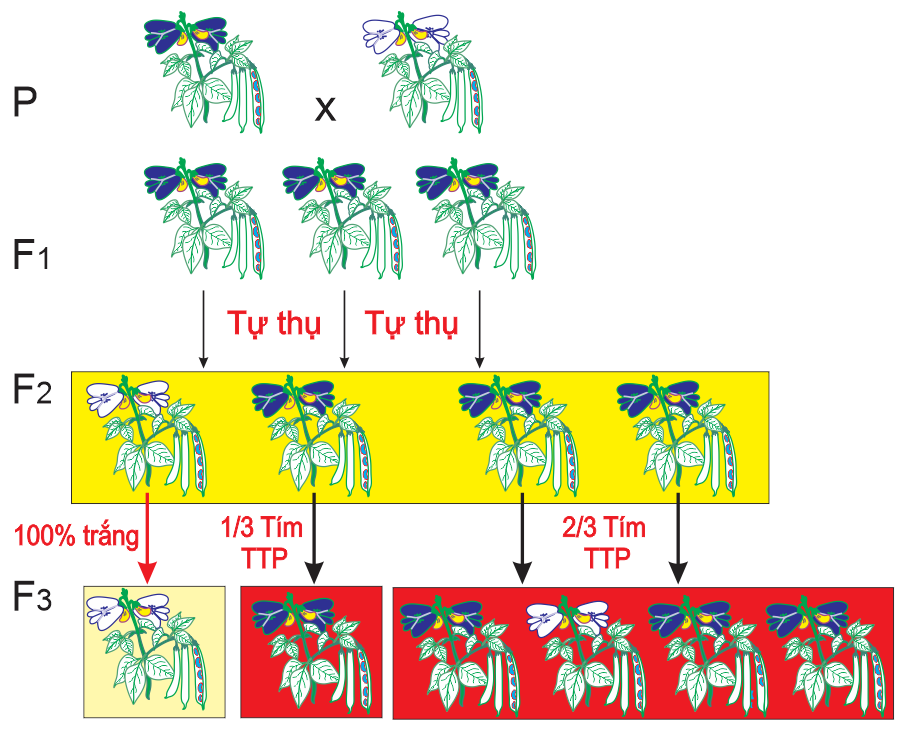 P
x
F1
Tự thụ
Tự thụ
F2
100% trắng
1/3 Tím
TTP
2/3 Tím
TTP
F3